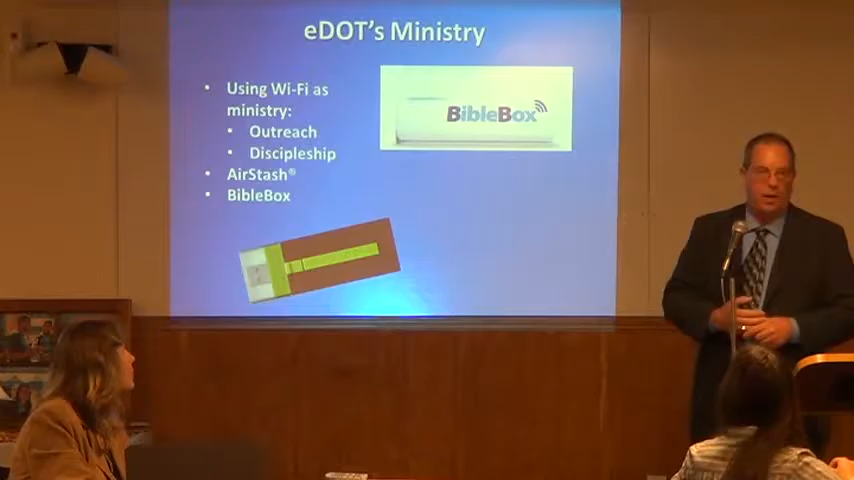 eDOT's Ministry
• Using Wi-Fi as
ministry:
• Outreach
• Discipleship
• AirStash®
• BibleBox
BibleBox